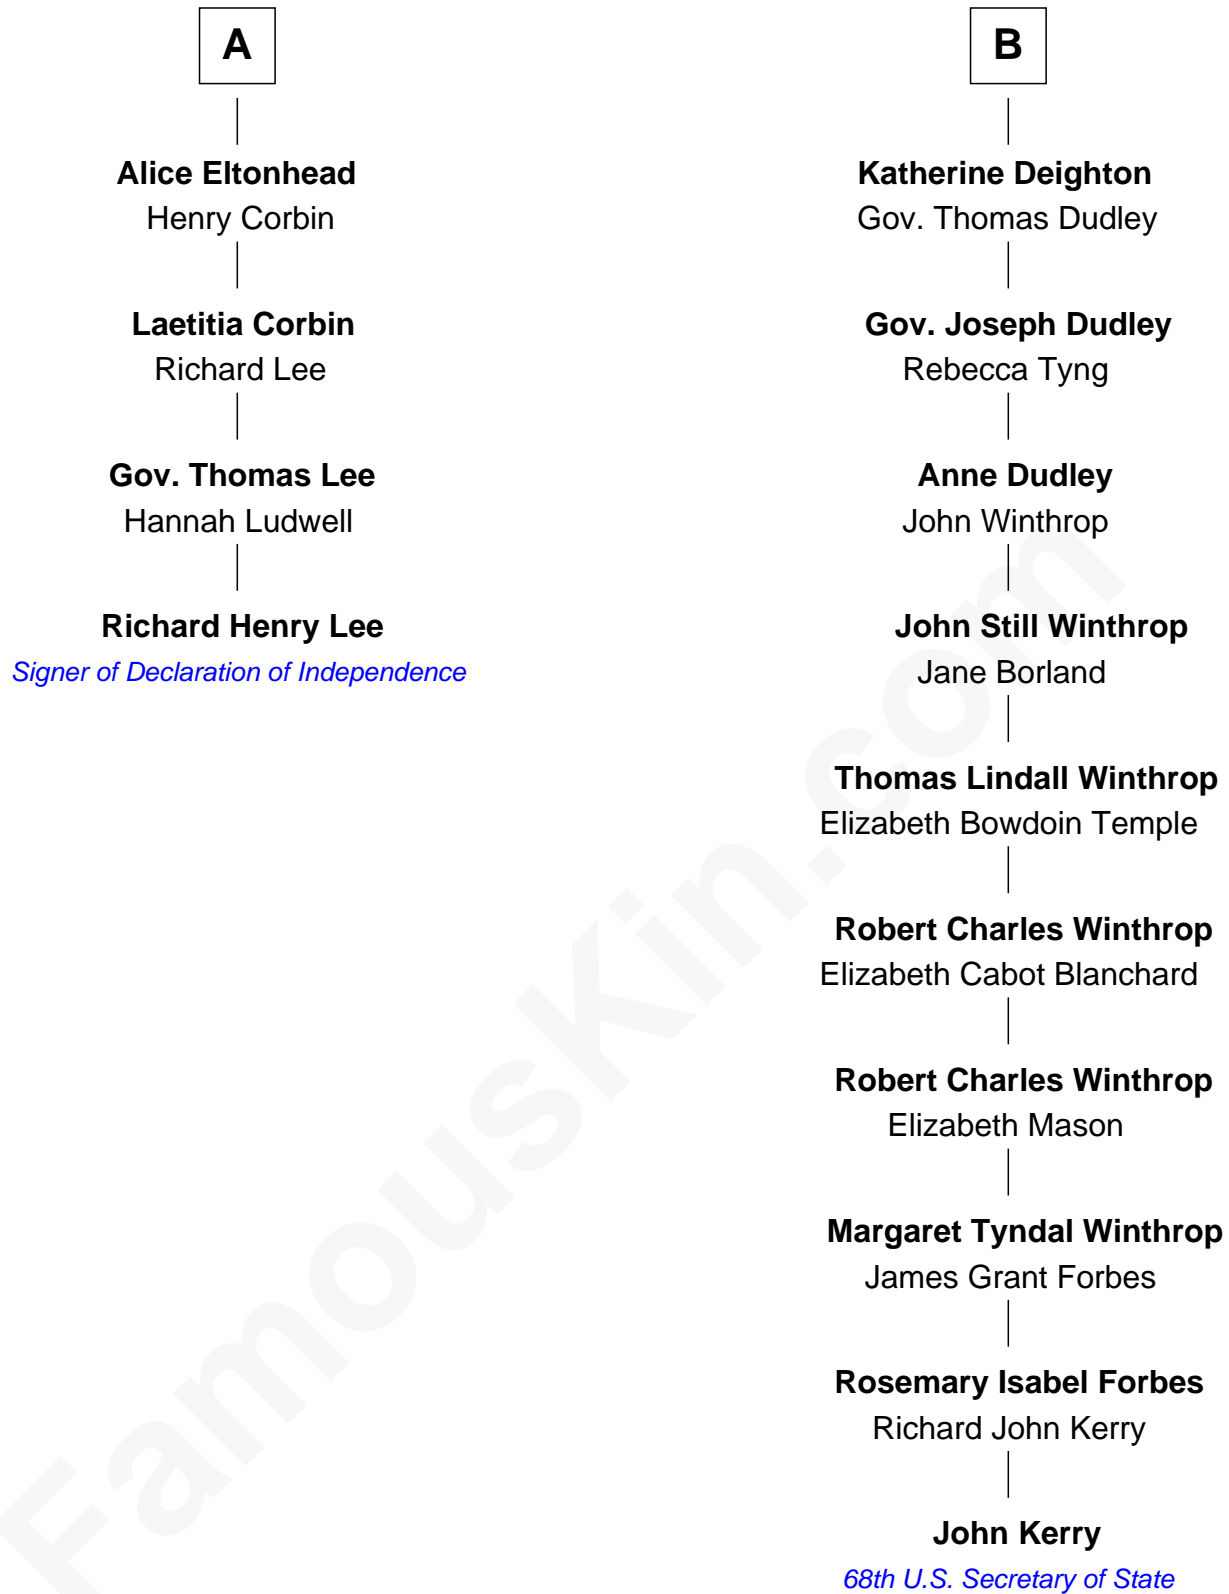 A
Alice Eltonhead
Henry Corbin
Laetitia Corbin
Richard Lee
Gov. Thomas Lee
Hannah Ludwell
Richard Henry Lee
Signer of Declaration of Independence
B
Katherine Deighton
Gov. Thomas Dudley
Gov. Joseph Dudley
Rebecca Tyng
Anne Dudley
John Winthrop
John Still Winthrop
Jane Borland
Thomas Lindall Winthrop
Elizabeth Bowdoin Temple
Robert Charles Winthrop
Elizabeth Cabot Blanchard
Robert Charles Winthrop
Elizabeth Mason
Margaret Tyndal Winthrop
James Grant Forbes
Rosemary Isabel Forbes
Richard John Kerry
John Kerry
68th U.S. Secretary of State
FamousKin.com